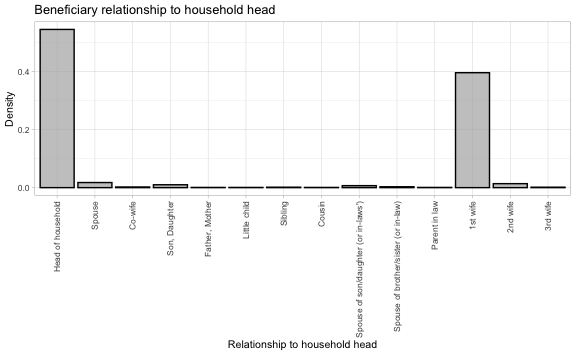 Beneficiary relationship to household head
Density
0.4
0.2
0.0
Head of household
Spouse
Co-wife
Son, Daughter
Father, Mother
Little child
Sibling
Cousin
Spouse of son/daughter (or in-laws')
Spouse of brother/sister (or in-law)
Parent in law
1st wife
2nd wife
3rd wife
Relationship to household head